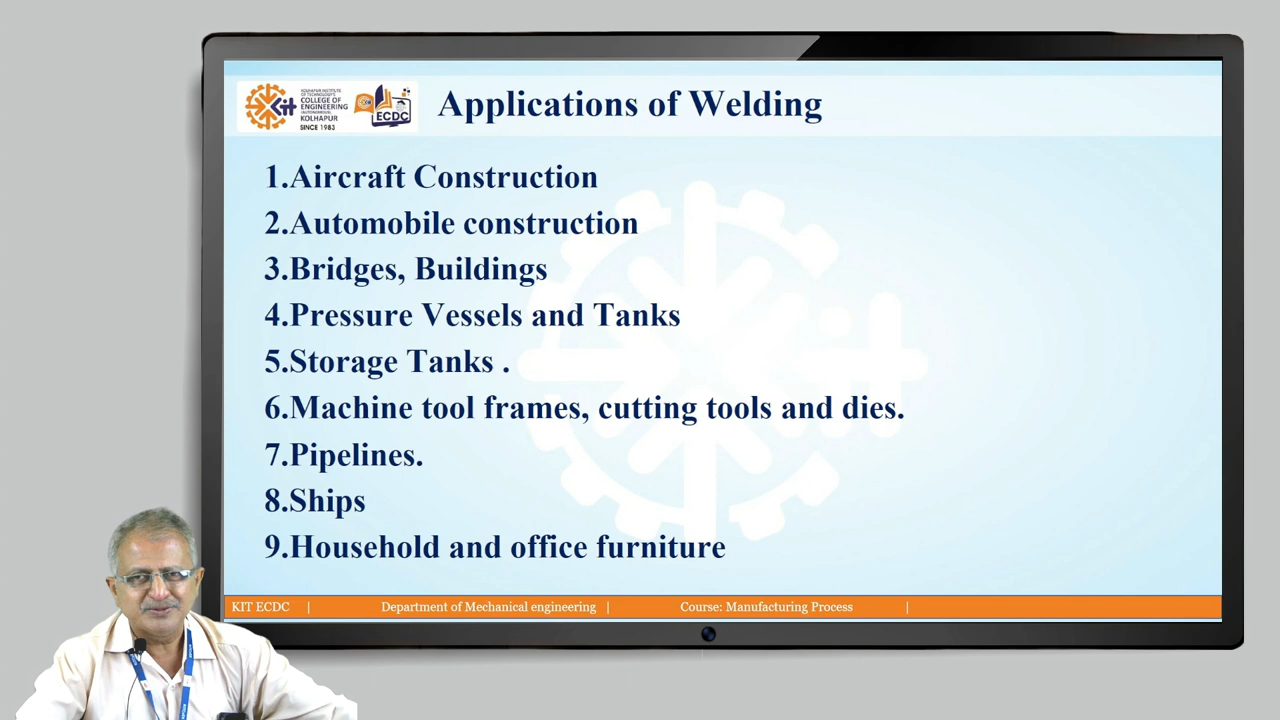 KOLHAPUR INSTITUTE
OF TECHNOLOGY'S
COLLEGE OF
ENGINEERING
(AUTONOMOUS),
KOLHAPUR
SINCE 1983
Kit
ECDC
Applications of Welding
1.Aircraft Construction
2.Automobile construction
3.Bridges, Buildings
4.Pressure Vessels and Tanks
5.Storage Tanks .
6.Machine tool frames, cutting tools and dies.
7.Pipelines.
8.Ships
9.Household and office furniture
KIT ECDC | Department of Mechanical engineering | Course: Manufacturing Process |